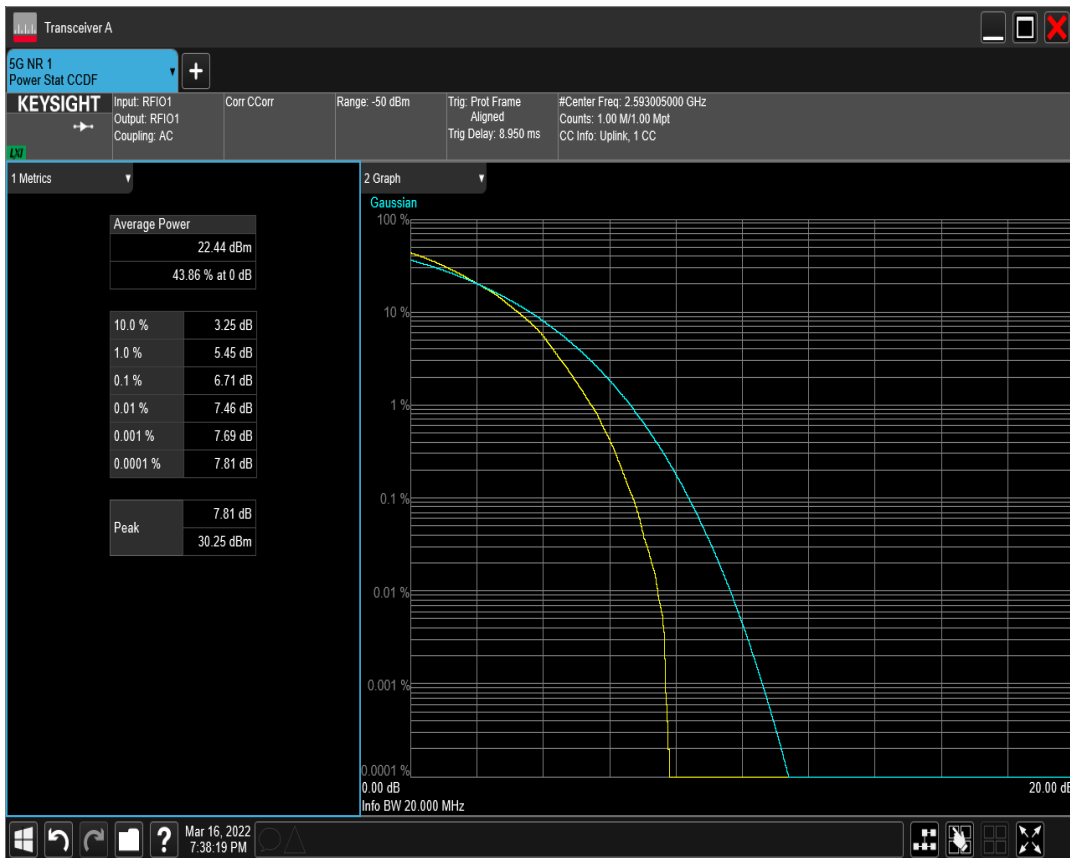 Transceiver A
5G NR 1
Power Stat CCDF
KEYSIGHT
LXI
Input: RFIO1
Output: RFIO1
Coupling: AC
Corr CCorr
Range: -50 dBm
Trig: Prot Frame
Aligned
Trig Delay: 8.950 ms
#Center Freq: 2.593005000 GHz
Counts: 1.00 M/1.00 Mpt
CC Info: Uplink, 1 CC
1 Metrics
Average Power
22.44 dBm
43.86 % at 0 dB
10.0 % 3.25 dB
1.0 % 5.45 dB
0.1 % 6.71 dB
0.01 % 7.46 dB
0.001 % 7.69 dB
0.0001 % 7.81 dB
Peak 7.81 dB
30.25 dBm
2 Graph
Gaussian
100 %
10 %
1 %
0.1 %
0.01 %
0.001 %
0.0001 %
0.00 dB 20.00 dB
Info BW 20.000 MHz
? Mar 16, 2022
7:38:19 PM